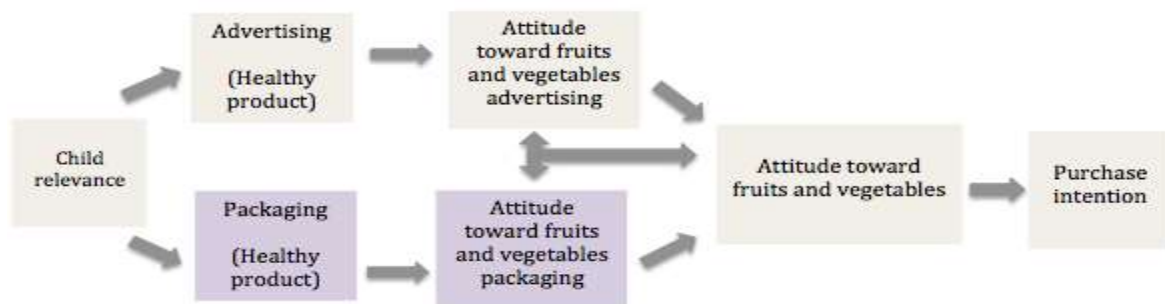 Advertising
(Healthy
product)
Attitude
toward fruits
and vegetables
advertising
Child
relevance
Attitude toward
fruits and vegetables
Purchase
intention
Packaging
(Healthy
product)
Attitude
toward fruits
and vegetables
packaging